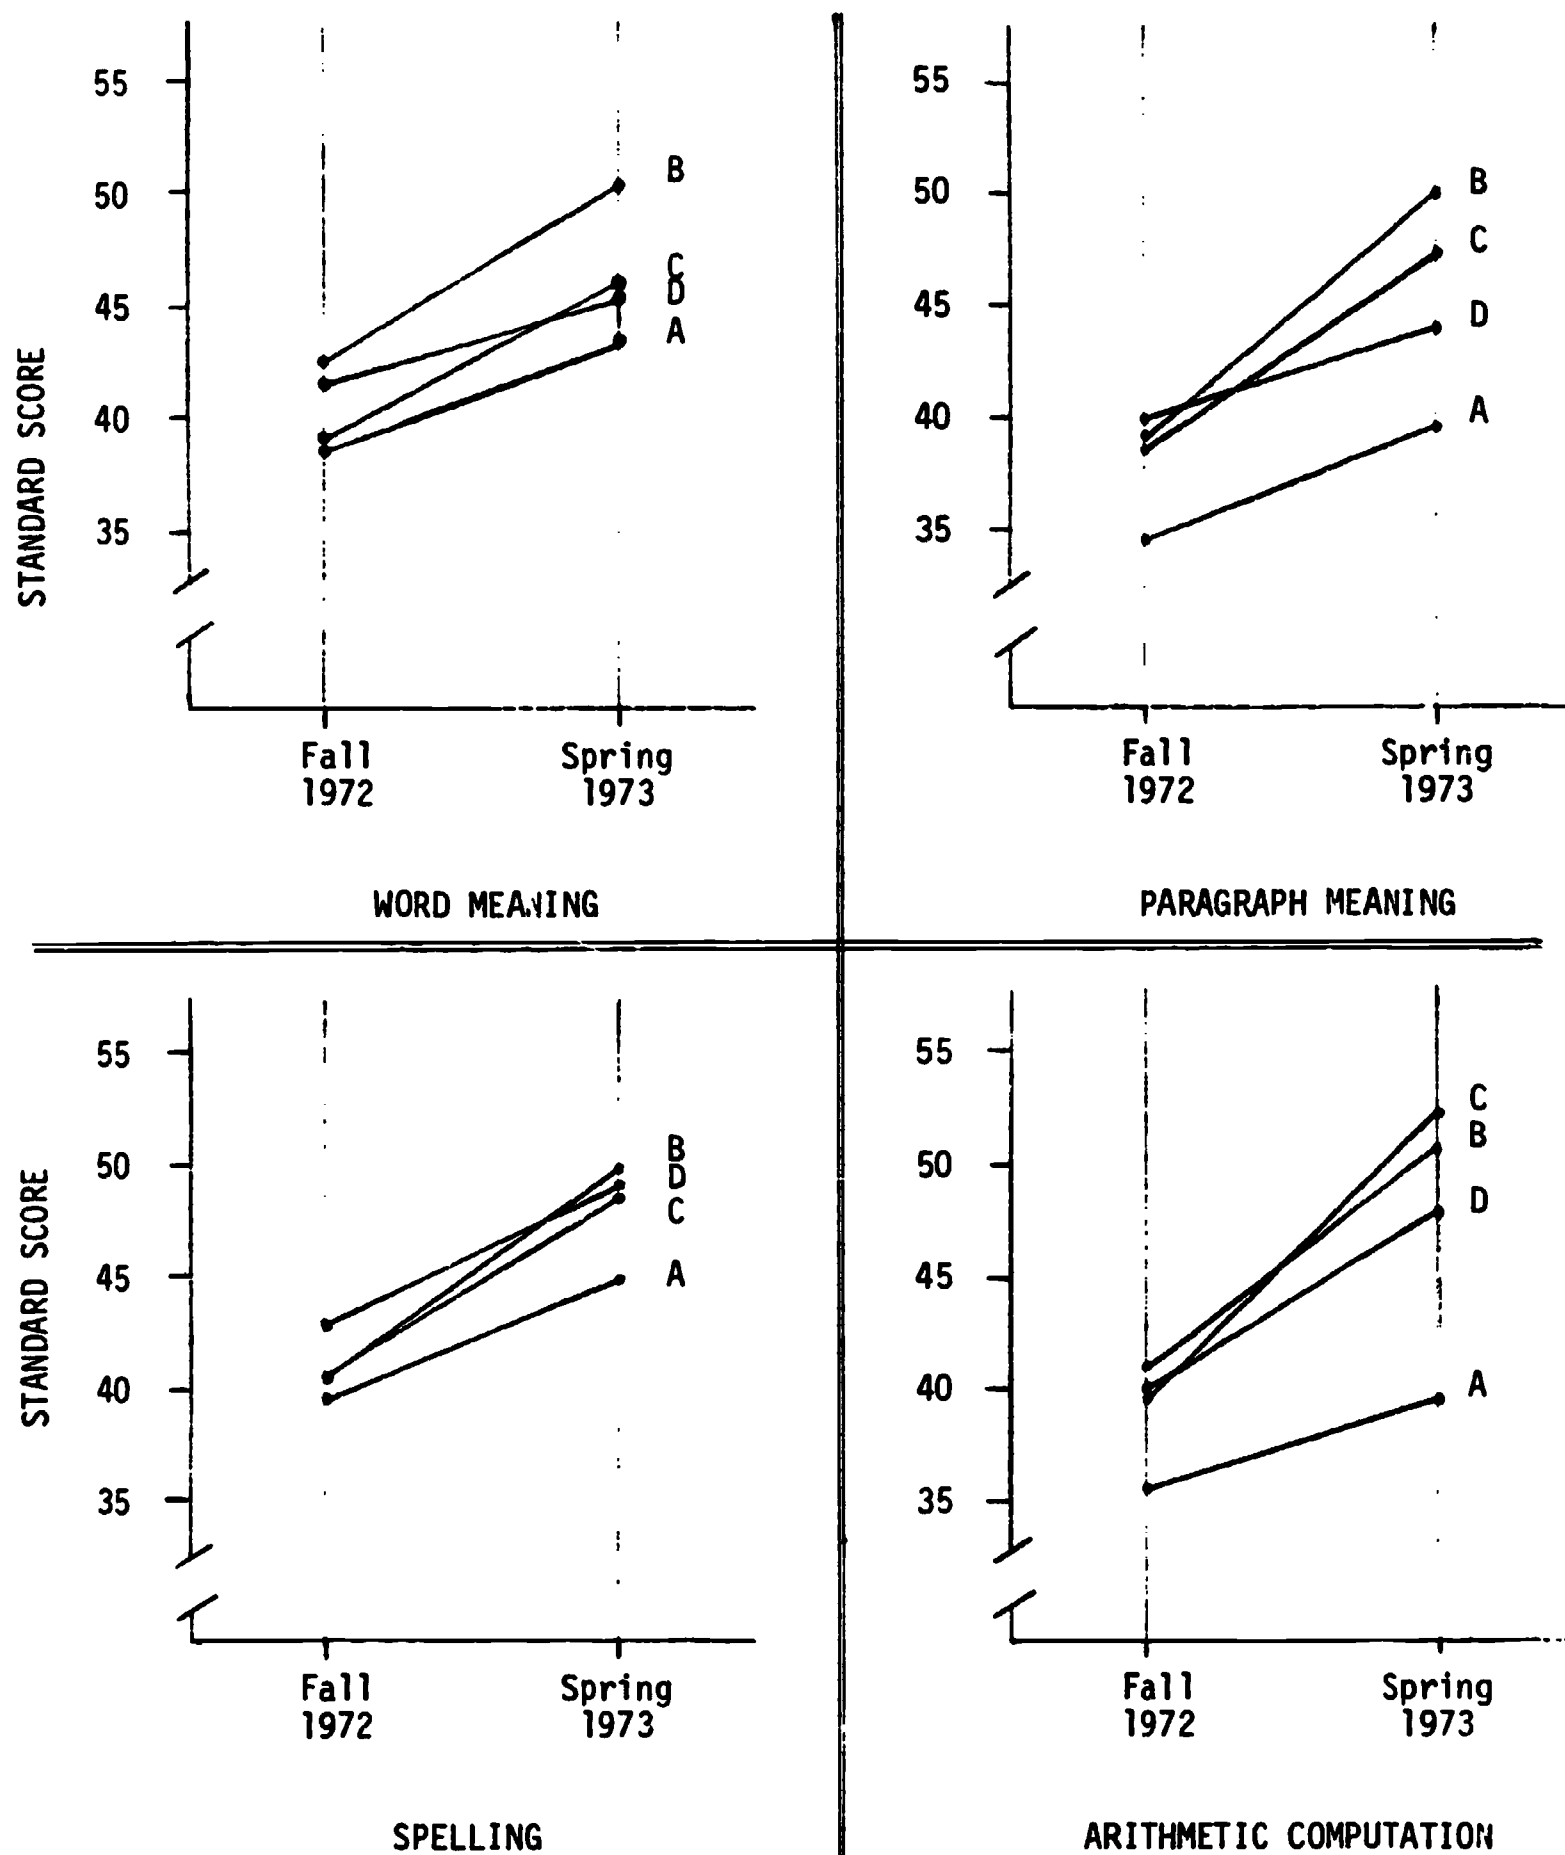 STANDARD SCORE
55
50
45
40
35
B
C
D
A
Fall
1972
Spring
1973
WORD MEANING
55
50
45
40
35
B
C
D
A
Fall
1972
Spring
1973
PARAGRAPH MEANING
STANDARD SCORE
55
50
45
40
35
B
D
C
A
Fall
1972
Spring
1973
SPELLING
55
50
45
40
35
C
B
D
A
Fall
1972
Spring
1973
ARITHMETIC COMPUTATION